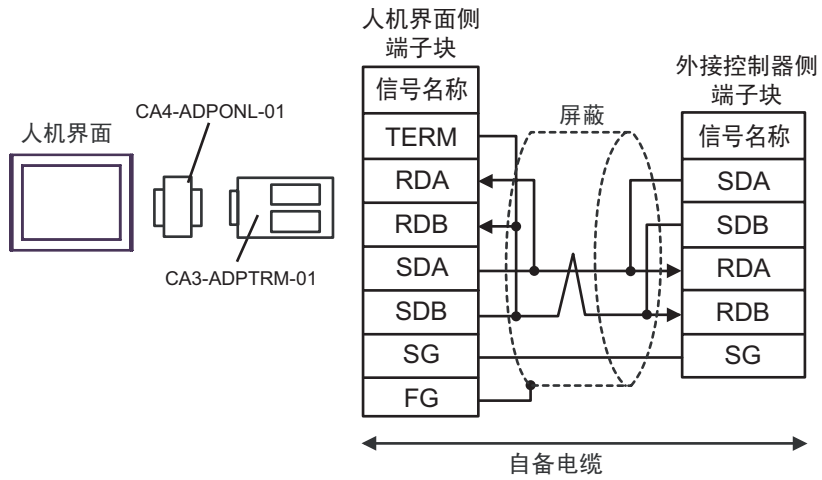 人机界面侧
端子块
外接控制器侧
端子块
人机界面
CA4-ADPONL-01
CA3-ADPTRM-01
屏蔽
信号名称
TERM
RDA
RDB
SDA
SDB
SG
FG
信号名称
SDA
SDB
RDA
RDB
SG
自备电缆